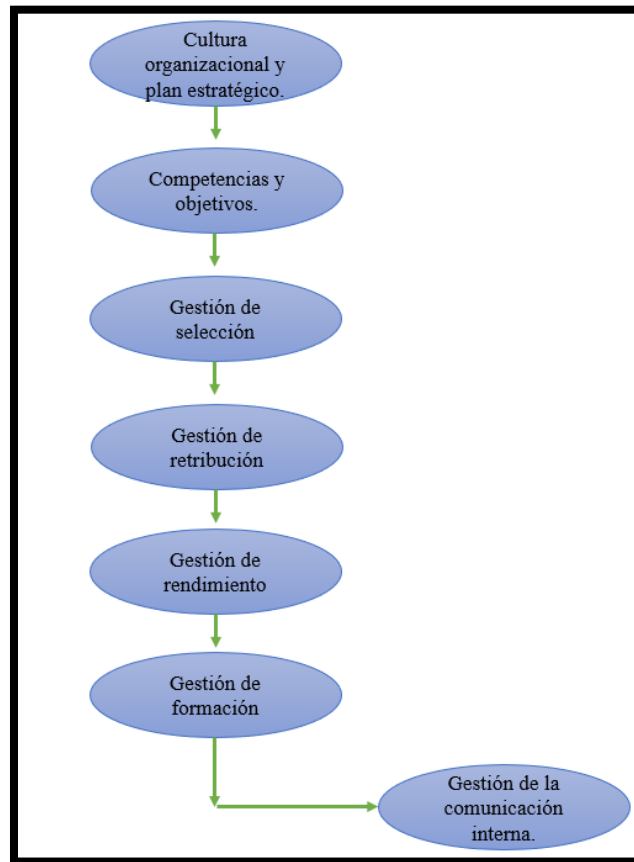 Cultura
organizacional y
plan estratégico.
Competencias y
objetivos.
Gestión de
selección
Gestión de
retribución
Gestión de
rendimiento
Gestión de
formación
Gestión de la
comunicación
interna.